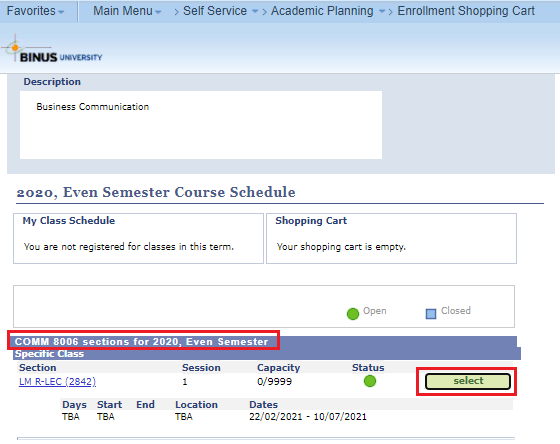 Favorites Main Menu > Self Service > Academic Planning > Enrollment Shopping Cart
BINUS UNIVERSITY
Description
Business Communication
2020, Even Semester Course Schedule
My Class Schedule Shopping Cart
You are not registered for classes in this term. Your shopping cart is empty.
Open Closed
COMM 8006 sections for 2020, Even Semester
Specific Class
Section Session Capacity Status
LM R-LEC (2842) 1 0/9999 select
Days Start End Location Dates
TBA TBA TBA 22/02/2021 - 10/07/2021